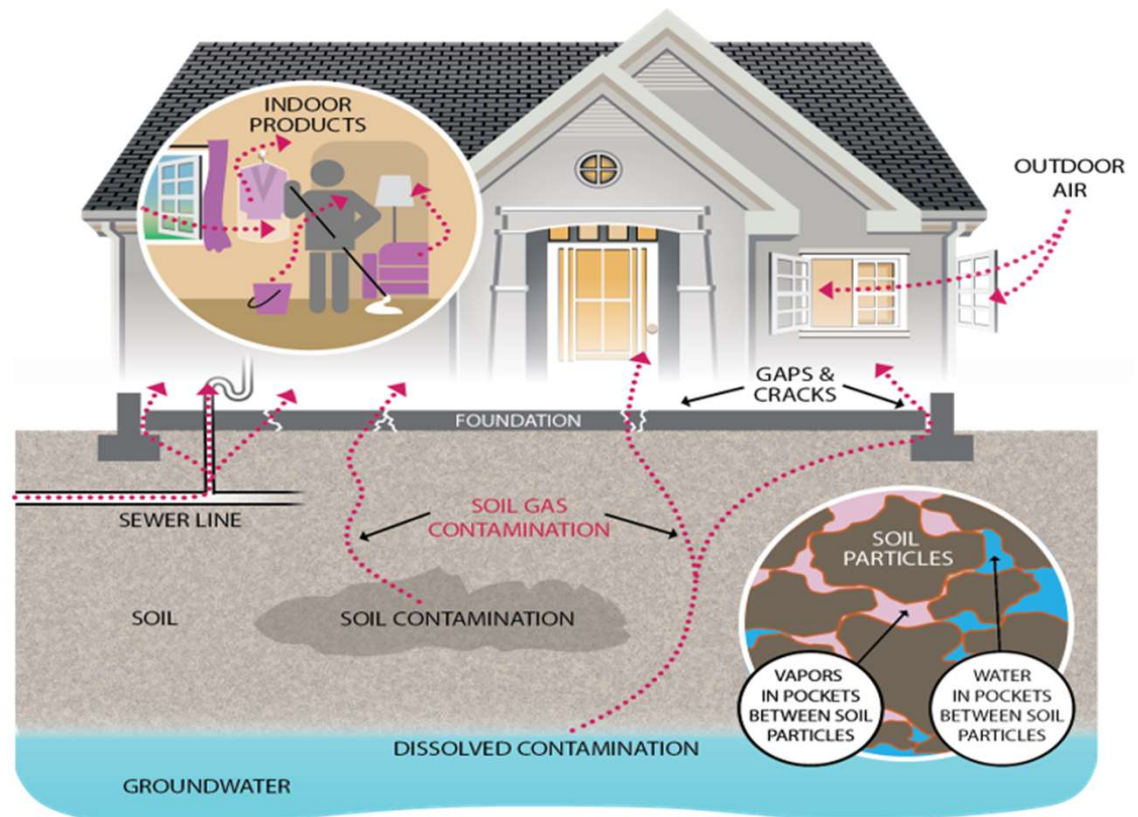 INDOOR
PRODUCTS
OUTDOOR
AIR
GAPS &
CRACKS
FOUNDATION
SEWER LINE
SOIL GAS
CONTAMINATION
SOIL
PARTICLES
SOIL
SOIL CONTAMINATION
VAPORS
IN POCKETS
BETWEEN SOIL
PARTICLES
WATER
IN POCKETS
BETWEEN SOIL
PARTICLES
DISSOLVED CONTAMINATION
GROUNDWATER